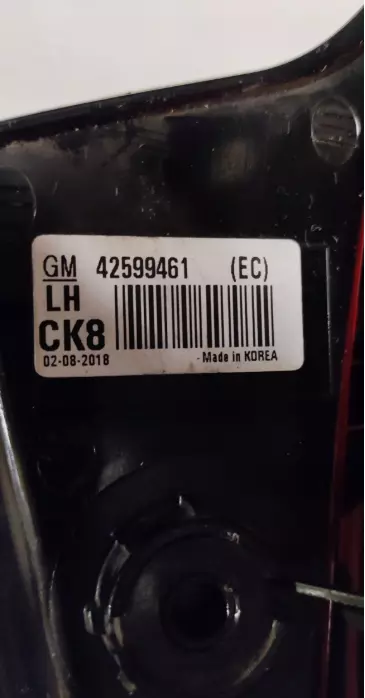 GM 42599461 (EC)
LH
CK8
02-08-2018 - Made in KOREA